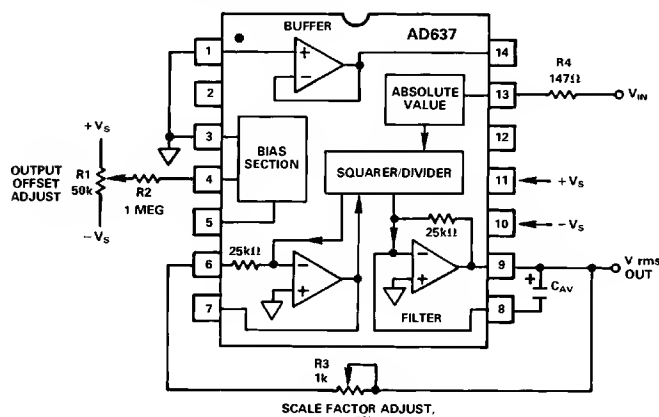 BUFFER
AD637
1
14
R4
147Ω
2
ABSOLUTE
VALUE
13
V_IN
+V_S
3
BIAS
SECTION
12
OUTPUT
OFFSET
ADJUST
R1
50k
R2
1 MEG
4
SQUARER/DIVIDER
11
+V_S
−V_S
5
25kΩ
10
−V_S
6
25kΩ
9
V rms
OUT
+
C_AV
7
FILTER
8
R3
1k
SCALE FACTOR ADJUST,